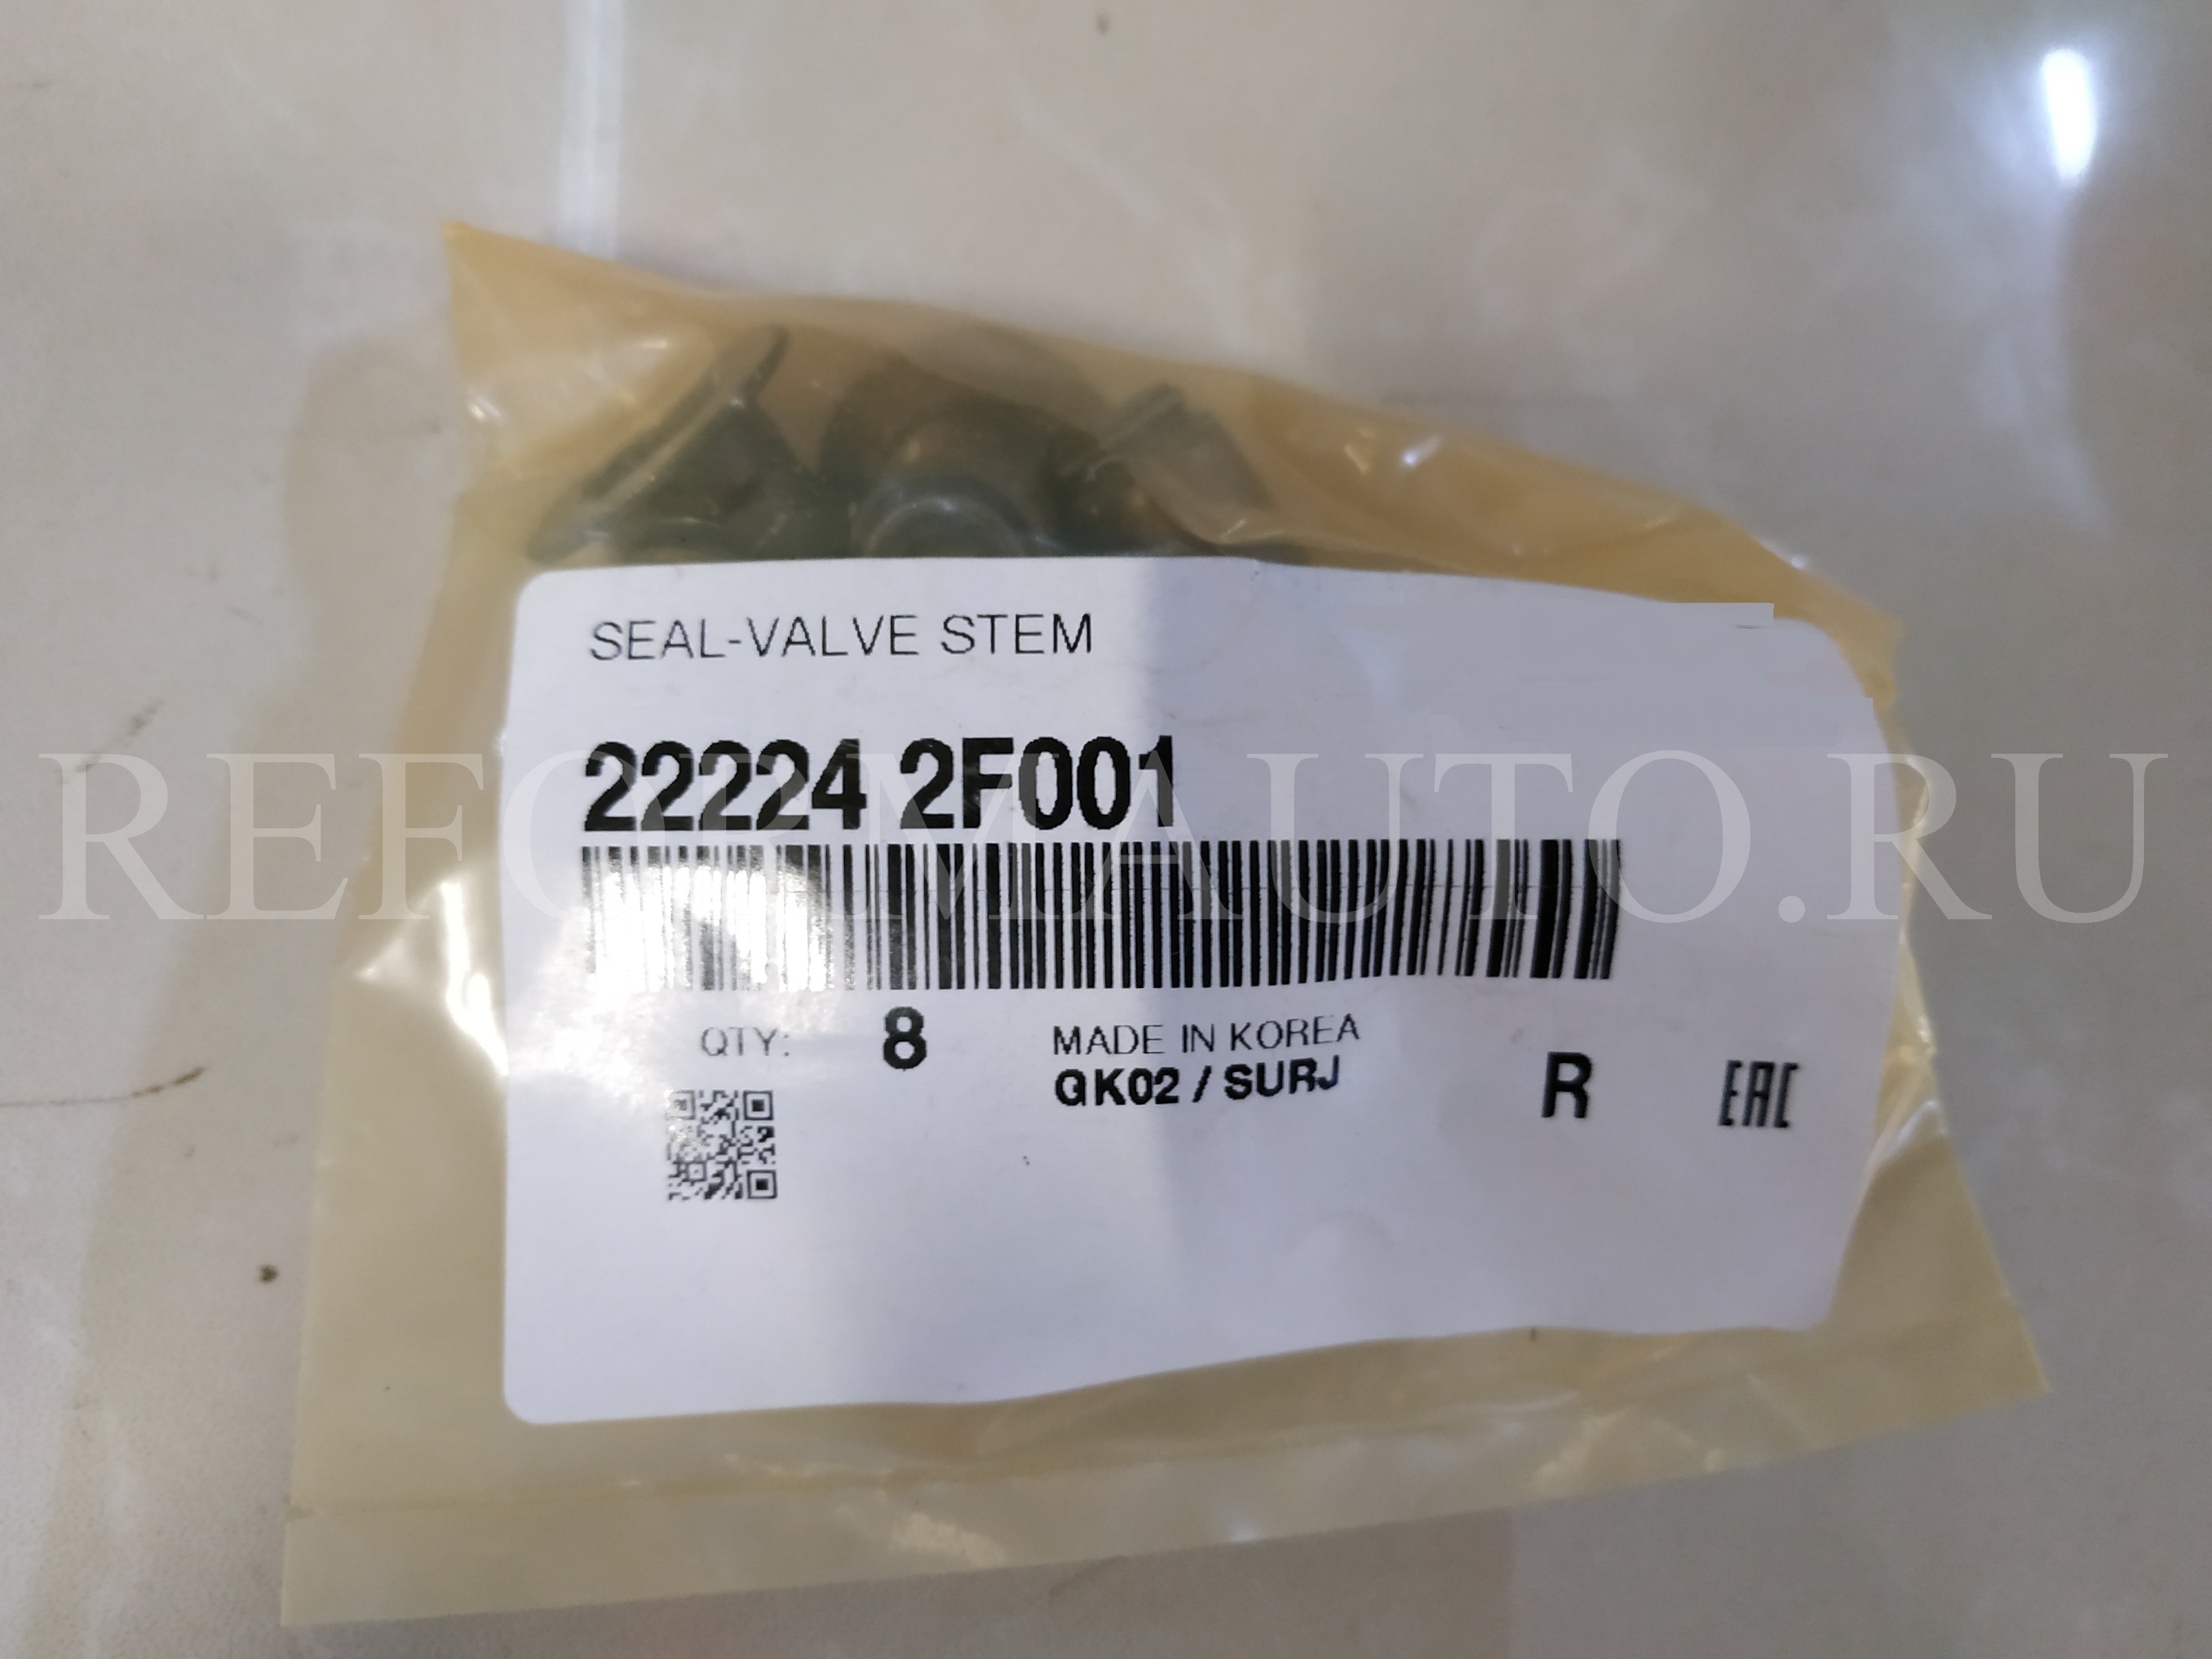 SEAL-VALVE STEM
22224 2F001
REFORMAUTO.RU
QTY: 8
MADE IN KOREA
GK02 / SURJ
R
EAC